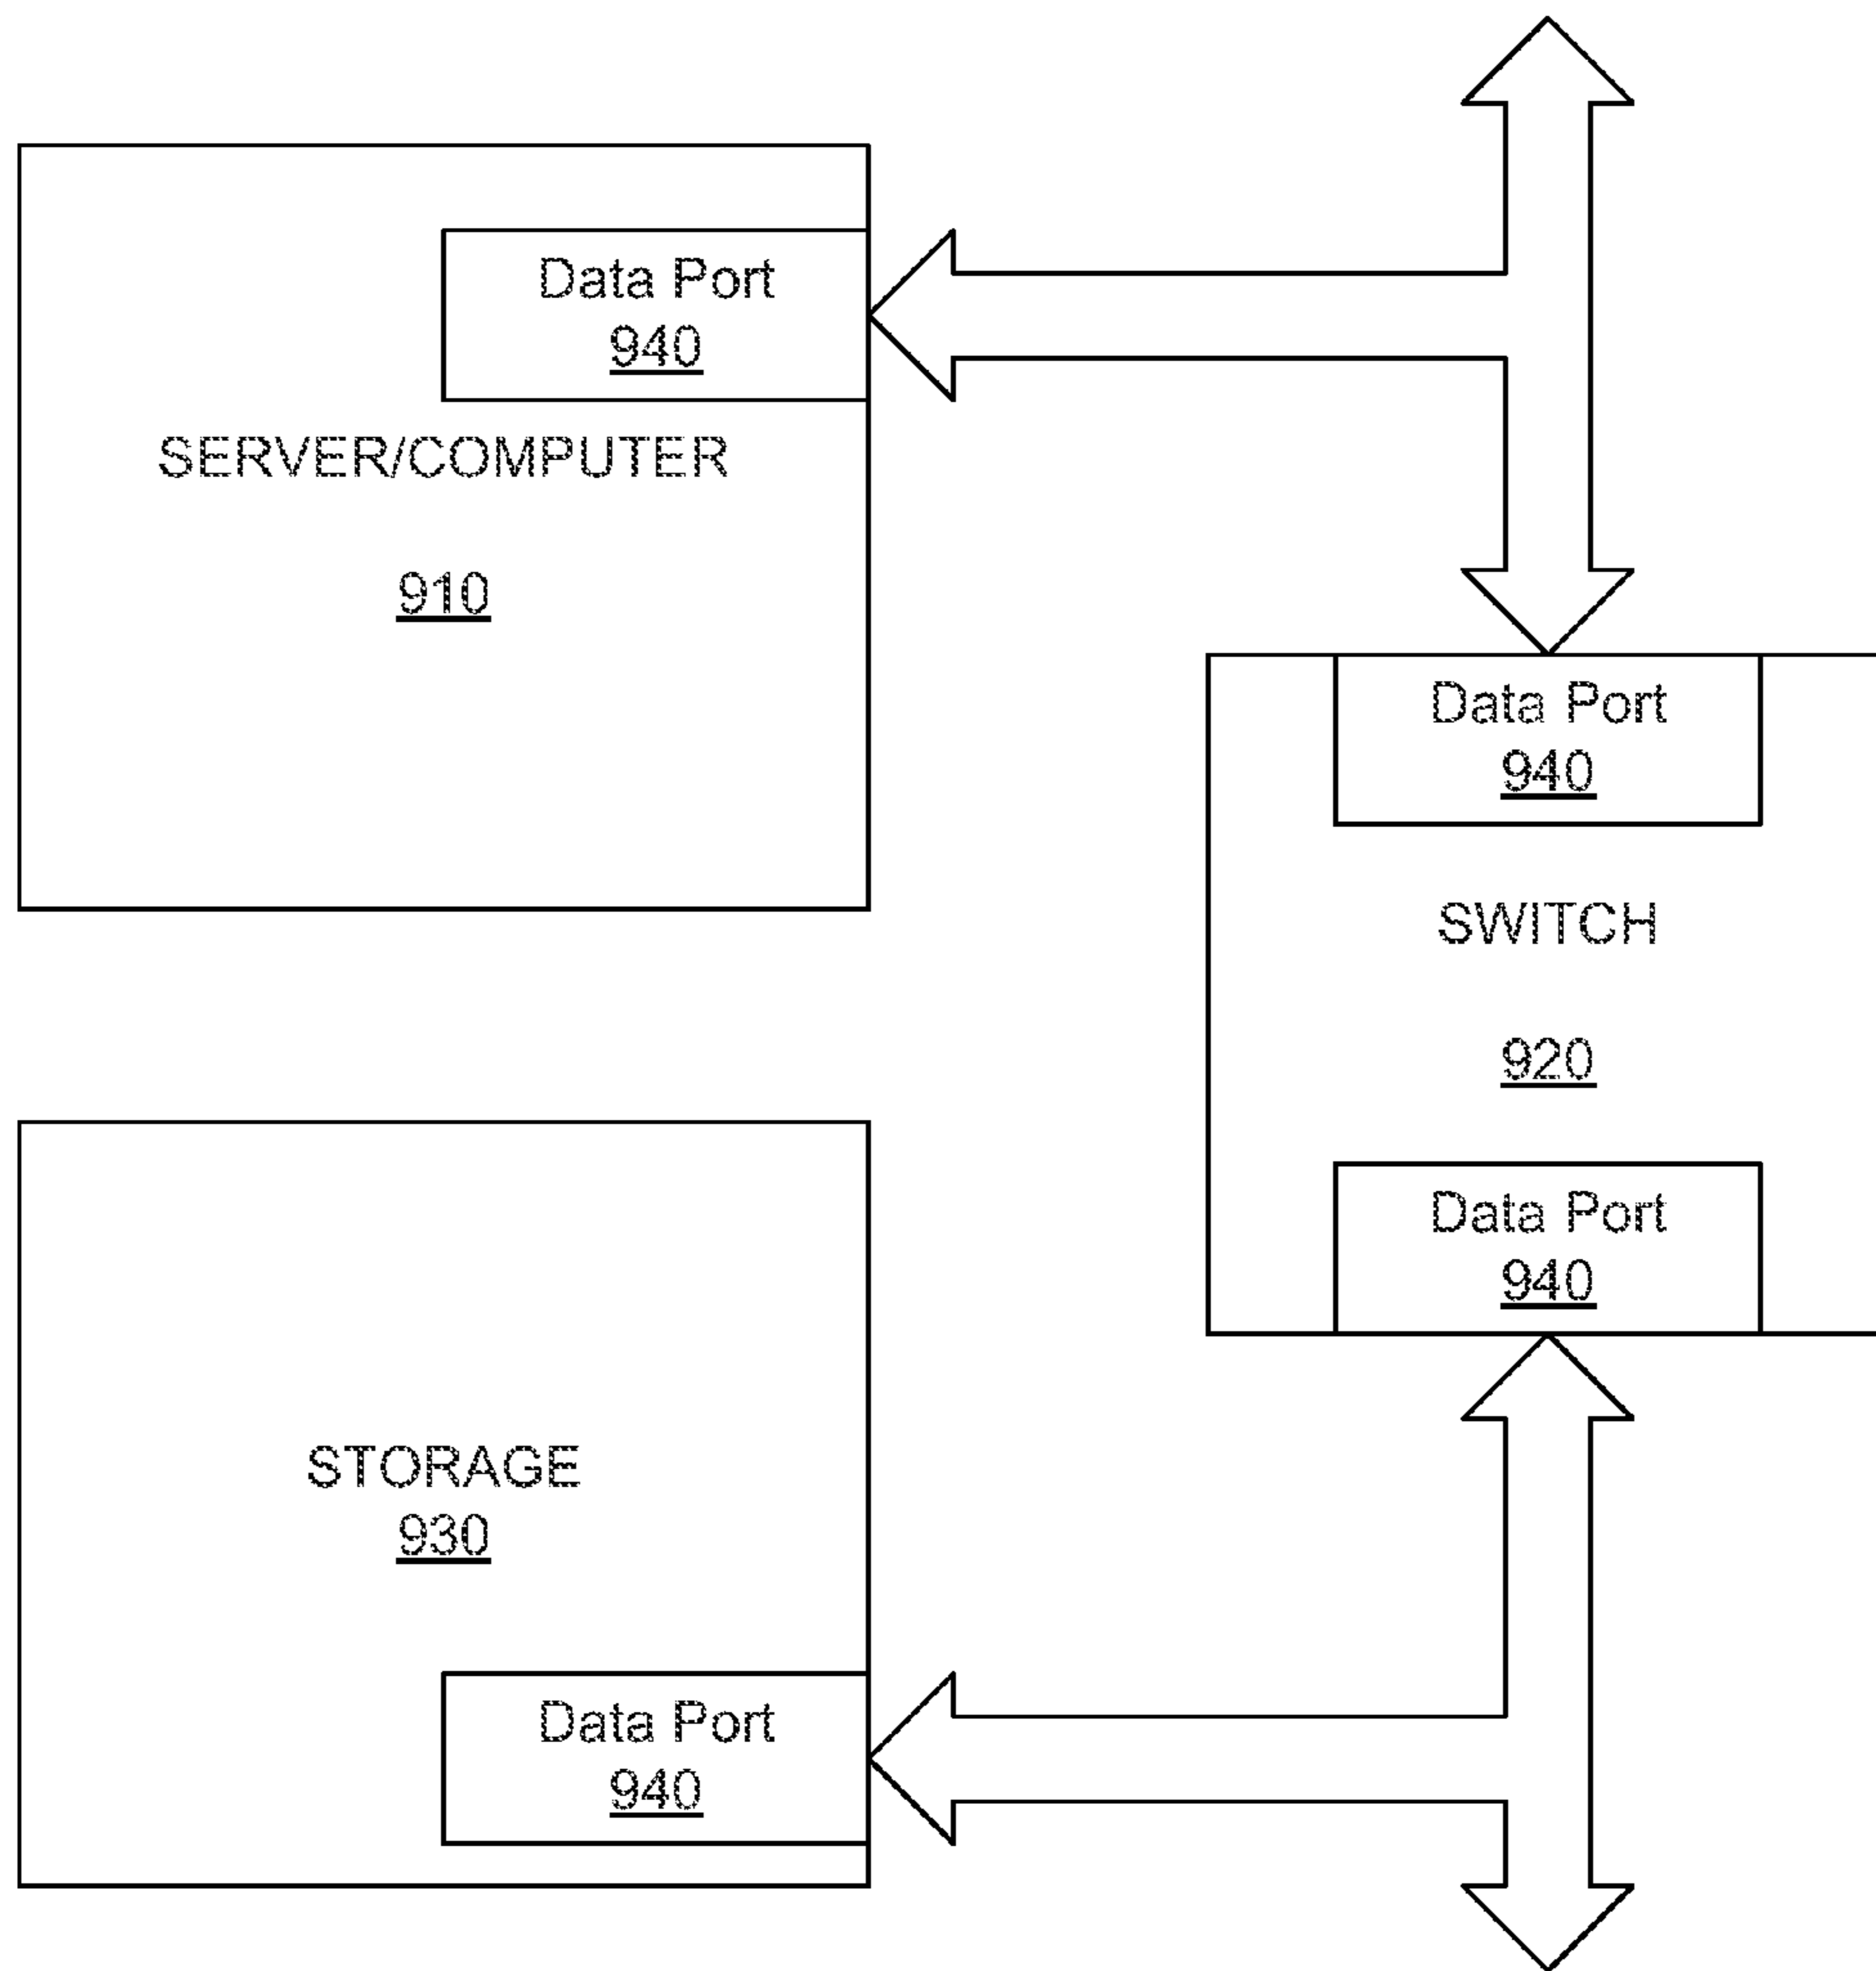 Data Port
940
SERVER/COMPUTER
910
Data Port
940
SWITCH
920
Data Port
940
STORAGE
930
Data Port
940